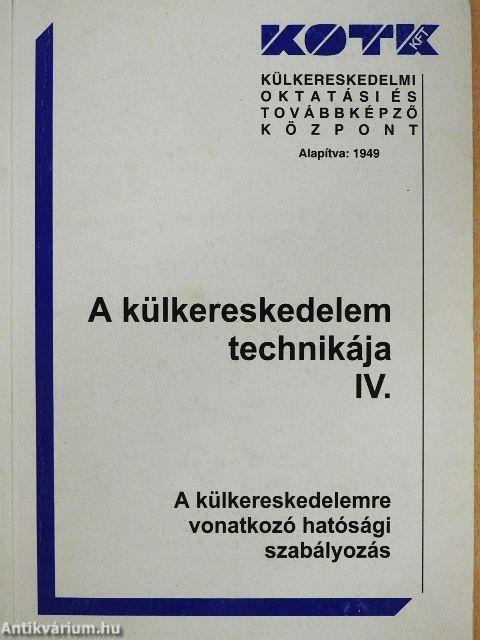 KOTK
KFT
KÜLKERESKEDELMI
OKTATÁSI ÉS
TOVÁBBKÉPZŐ
KÖZPONT
Alapítva: 1949
A külkereskedelem
technikája
IV.
A külkereskedelemre
vonatkozó hatósági
szabályozás
Antikvárium.hu